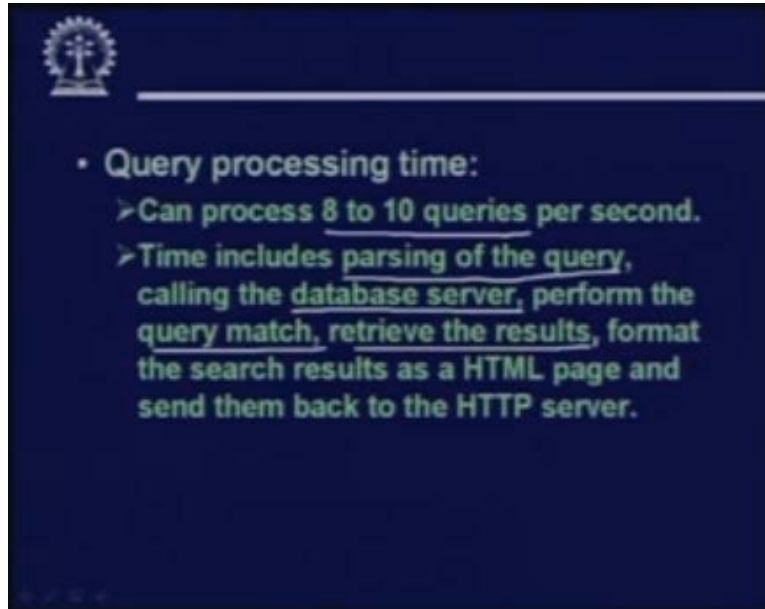 • Query processing time:
➢Can process 8 to 10 queries per second.
➢Time includes parsing of the query,
calling the database server, perform the
query match, retrieve the results, format
the search results as a HTML page and
send them back to the HTTP server.